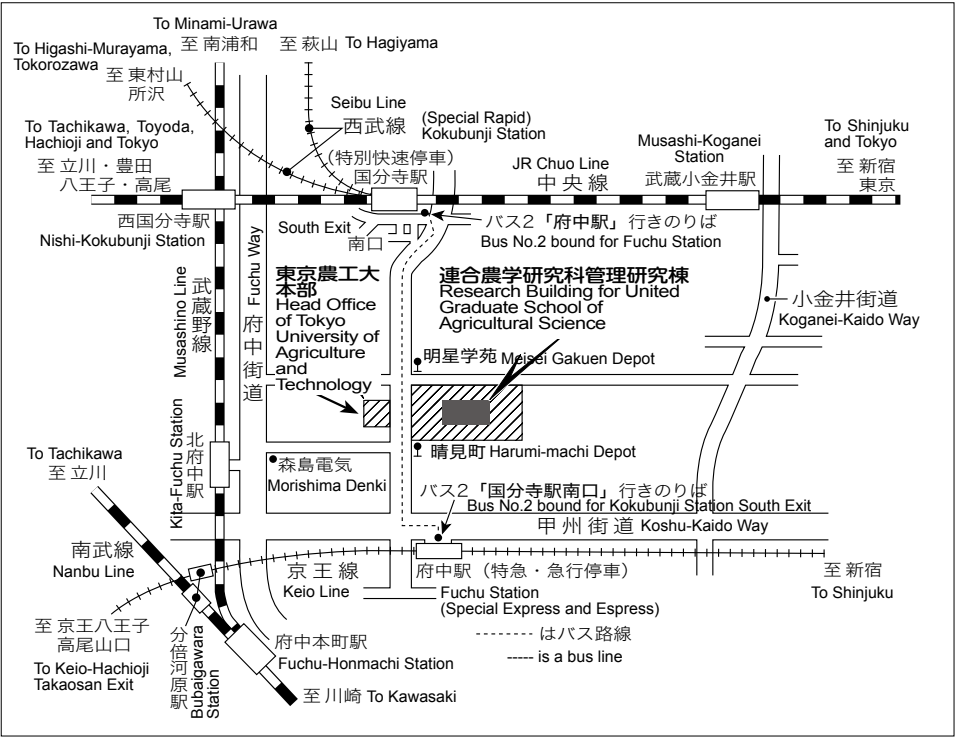 To Minami-Urawa
至 南浦和
至 萩山 To Hagiyama
To Higashi-Murayama,
Tokorozawa
至 東村山
所沢
Seibu Line
西武線
(Special Rapid)
Kokubunji Station
（特別快速停車）
国分寺駅
To Tachikawa, Toyoda,
Hachioji and Tokyo
至 立川・豊田
八王子・高尾
JR Chuo Line
中央線
Musashi-Koganei
Station
武蔵小金井駅
To Shinjuku
and Tokyo
至 新宿
東京
西国分寺駅
Nishi-Kokubunji Station
South Exit
南口
バス2「府中駅」行きのりば
Bus No.2 bound for Fuchu Station
Musashino Line
武蔵野線
Fuchu Way
府中街道
東京農工大
本部
Head Office
of Tokyo
University of
Agriculture
and
Technology
連合農学研究科管理研究棟
Research Building for United
Graduate School of
Agricultural Science
小金井街道
Koganei-Kaido Way
明星学苑 Meisei Gakuen Depot
晴見町 Harumi-machi Depot
Kita-Fuchu Station
北府中駅
森島電気
Morishima Denki
To Tachikawa
至 立川
バス2「国分寺駅南口」行きのりば
Bus No.2 bound for Kokubunji Station South Exit
甲州街道 Koshu-Kaido Way
南武線
Nanbu Line
京王線
Keio Line
府中駅（特急・急行停車）
Fuchu Station
(Special Express and Espress)
至 新宿
To Shinjuku
至 京王八王子
高尾山口
To Keio-Hachioji
Takaosan Exit
分倍河原駅
Bubaigawara
Station
府中本町駅
Fuchu-Honmachi Station
至 川崎 To Kawasaki
-------- はバス路線
----- is a bus line